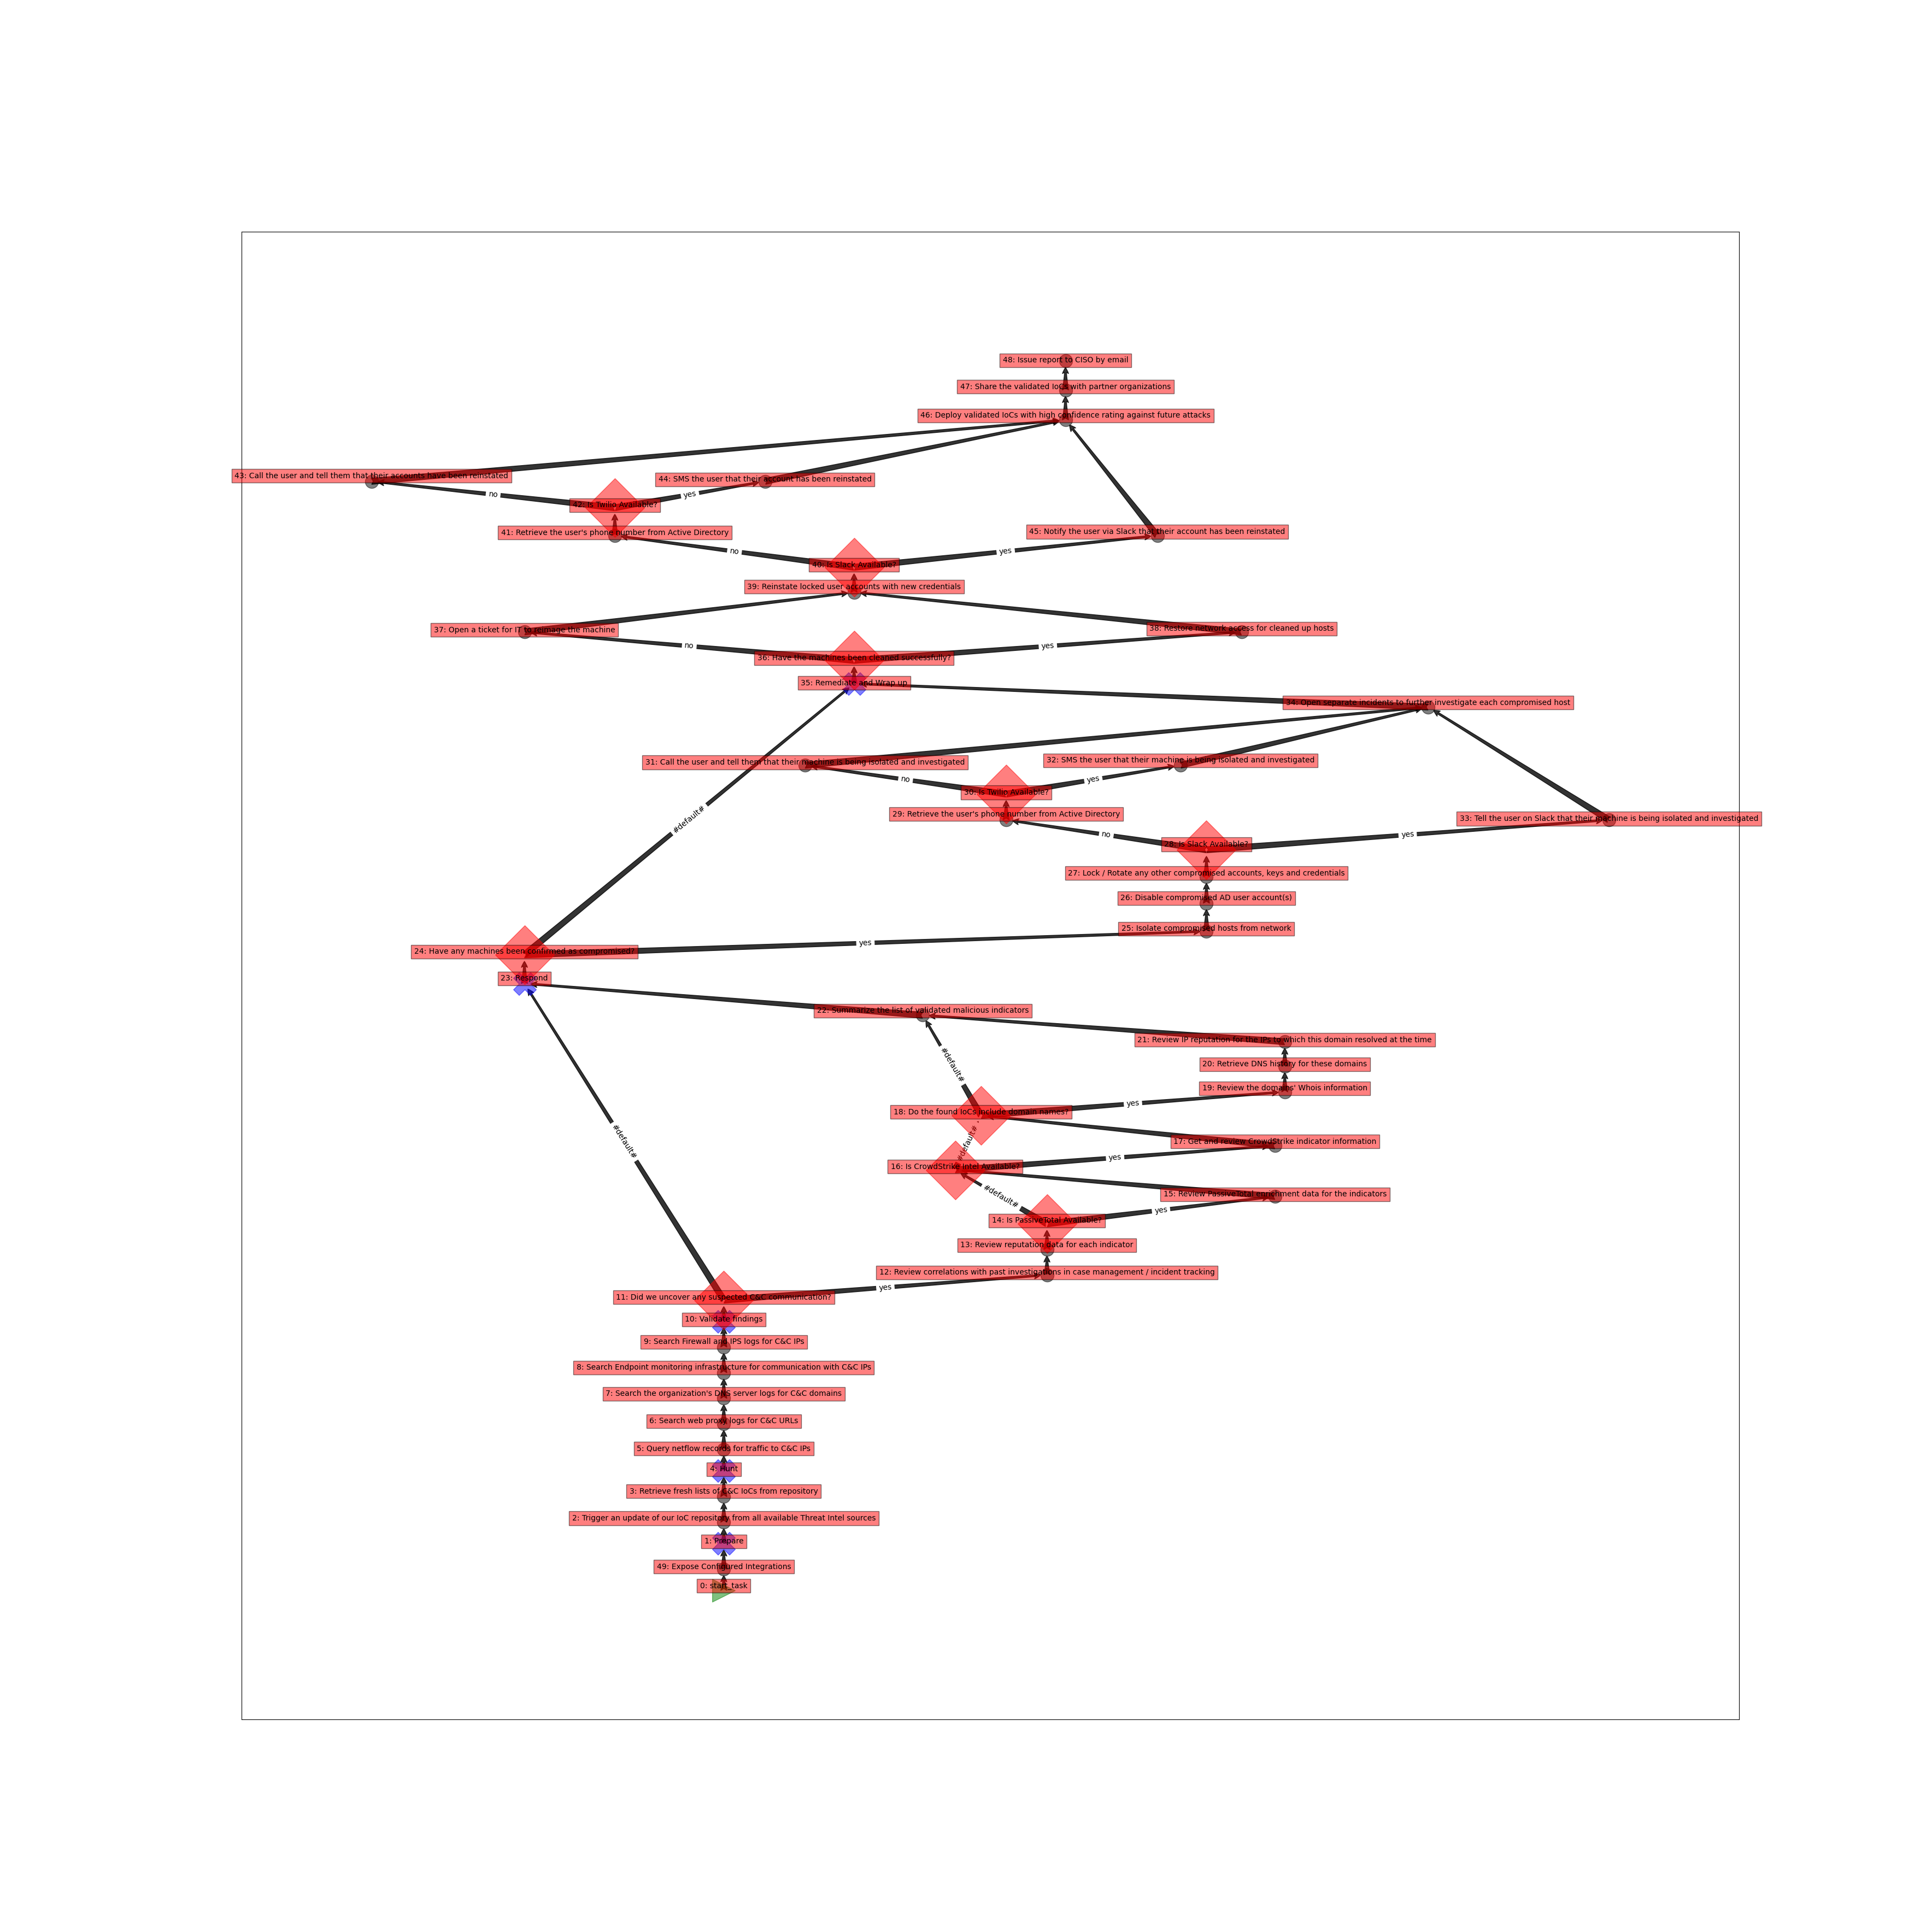 48: Issue report to CISO by email
47: Share the validated IoCs with partner organizations
46: Deploy validated IoCs with high confidence rating against future attacks
43: Call the user and tell them that their accounts have been reinstated
44: SMS the user that their account has been reinstated
no
yes
42: Is Twilio Available?
41: Retrieve the user's phone number from Active Directory
45: Notify the user via Slack that their account has been reinstated
no
yes
40: Is Slack Available?
39: Reinstate locked user accounts with new credentials
37: Open a ticket for IT to reimage the machine
38: Restore network access for cleaned up hosts
no
yes
36: Have the machines been cleaned successfully?
35: Remediate and Wrap up
34: Open separate incidents to further investigate each compromised host
31: Call the user and tell them that their machine is being isolated and investigated
32: SMS the user that their machine is being isolated and investigated
no
yes
30: Is Twilio Available?
29: Retrieve the user's phone number from Active Directory
33: Tell the user on Slack that their machine is being isolated and investigated
#default#
no
yes
28: Is Slack Available?
27: Lock / Rotate any other compromised accounts, keys and credentials
26: Disable compromised AD user account(s)
25: Isolate compromised hosts from network
yes
24: Have any machines been confirmed as compromised?
23: Respond
22: Summarize the list of validated malicious indicators
21: Review IP reputation for the IPs to which this domain resolved at the time
#default#
20: Retrieve DNS history for these domains
19: Review the domains' Whois information
yes
18: Do the found IoCs include domain names?
#default#
#default#
17: Get and review CrowdStrike indicator information
yes
16: Is CrowdStrike Intel Available?
15: Review PassiveTotal enrichment data for the indicators
#default#
yes
14: Is PassiveTotal Available?
13: Review reputation data for each indicator
12: Review correlations with past investigations in case management / incident tracking
yes
11: Did we uncover any suspected C&C communication?
10: Validate findings
9: Search Firewall and IPS logs for C&C IPs
8: Search Endpoint monitoring infrastructure for communication with C&C IPs
7: Search the organization's DNS server logs for C&C domains
6: Search web proxy logs for C&C URLs
5: Query netflow records for traffic to C&C IPs
4: Hunt
3: Retrieve fresh lists of C&C IoCs from repository
2: Trigger an update of our IoC repository from all available Threat Intel sources
1: Prepare
49: Expose Configured Integrations
0: start_task